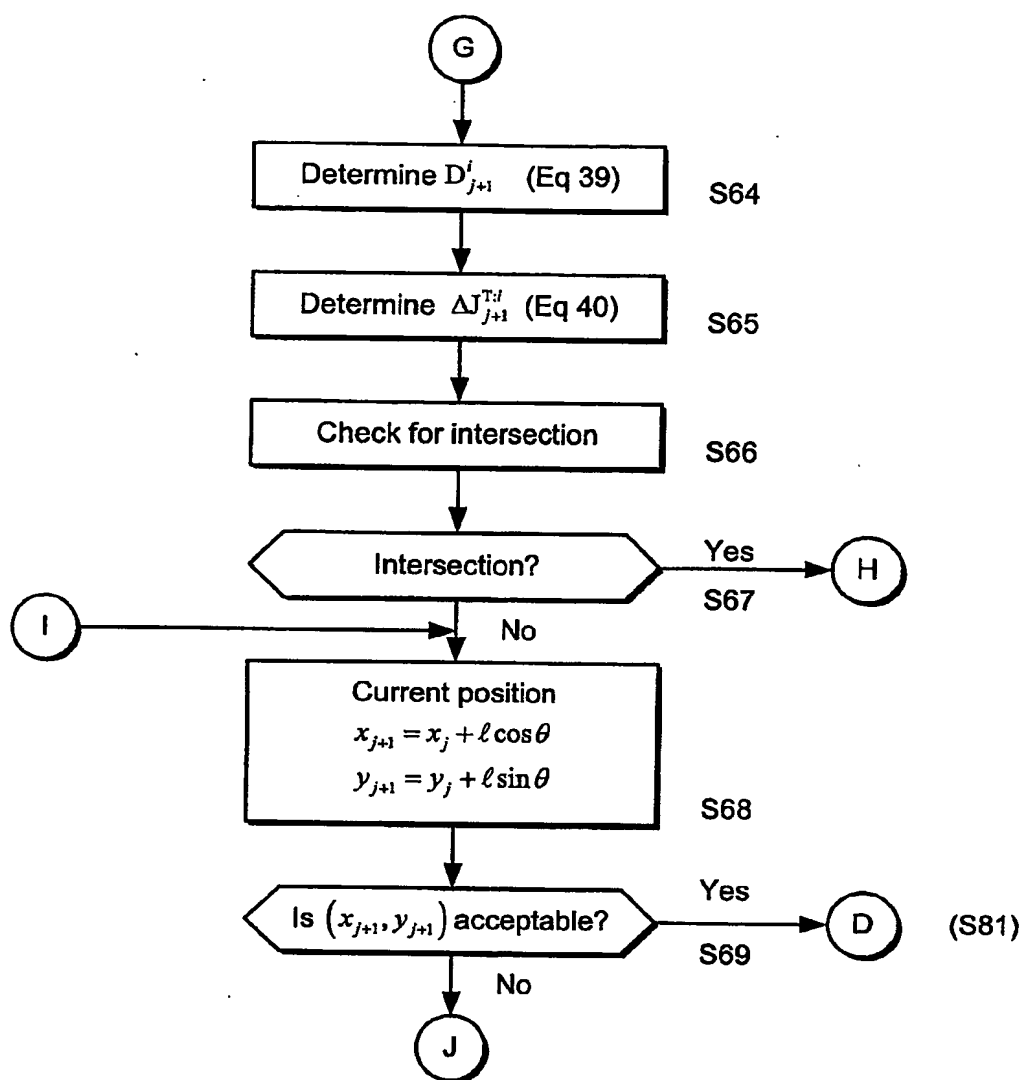 G
Determine D^i_{j+1} (Eq 39)
S64
Determine ΔJ^{T:i}_{j+1} (Eq 40)
S65
Check for intersection
S66
Intersection?
Yes
H
S67
I
No
Current position
x_{j+1} = x_j + ℓ cos θ
y_{j+1} = y_j + ℓ sin θ
S68
Is (x_{j+1}, y_{j+1}) acceptable?
Yes
D
(S81)
S69
No
J